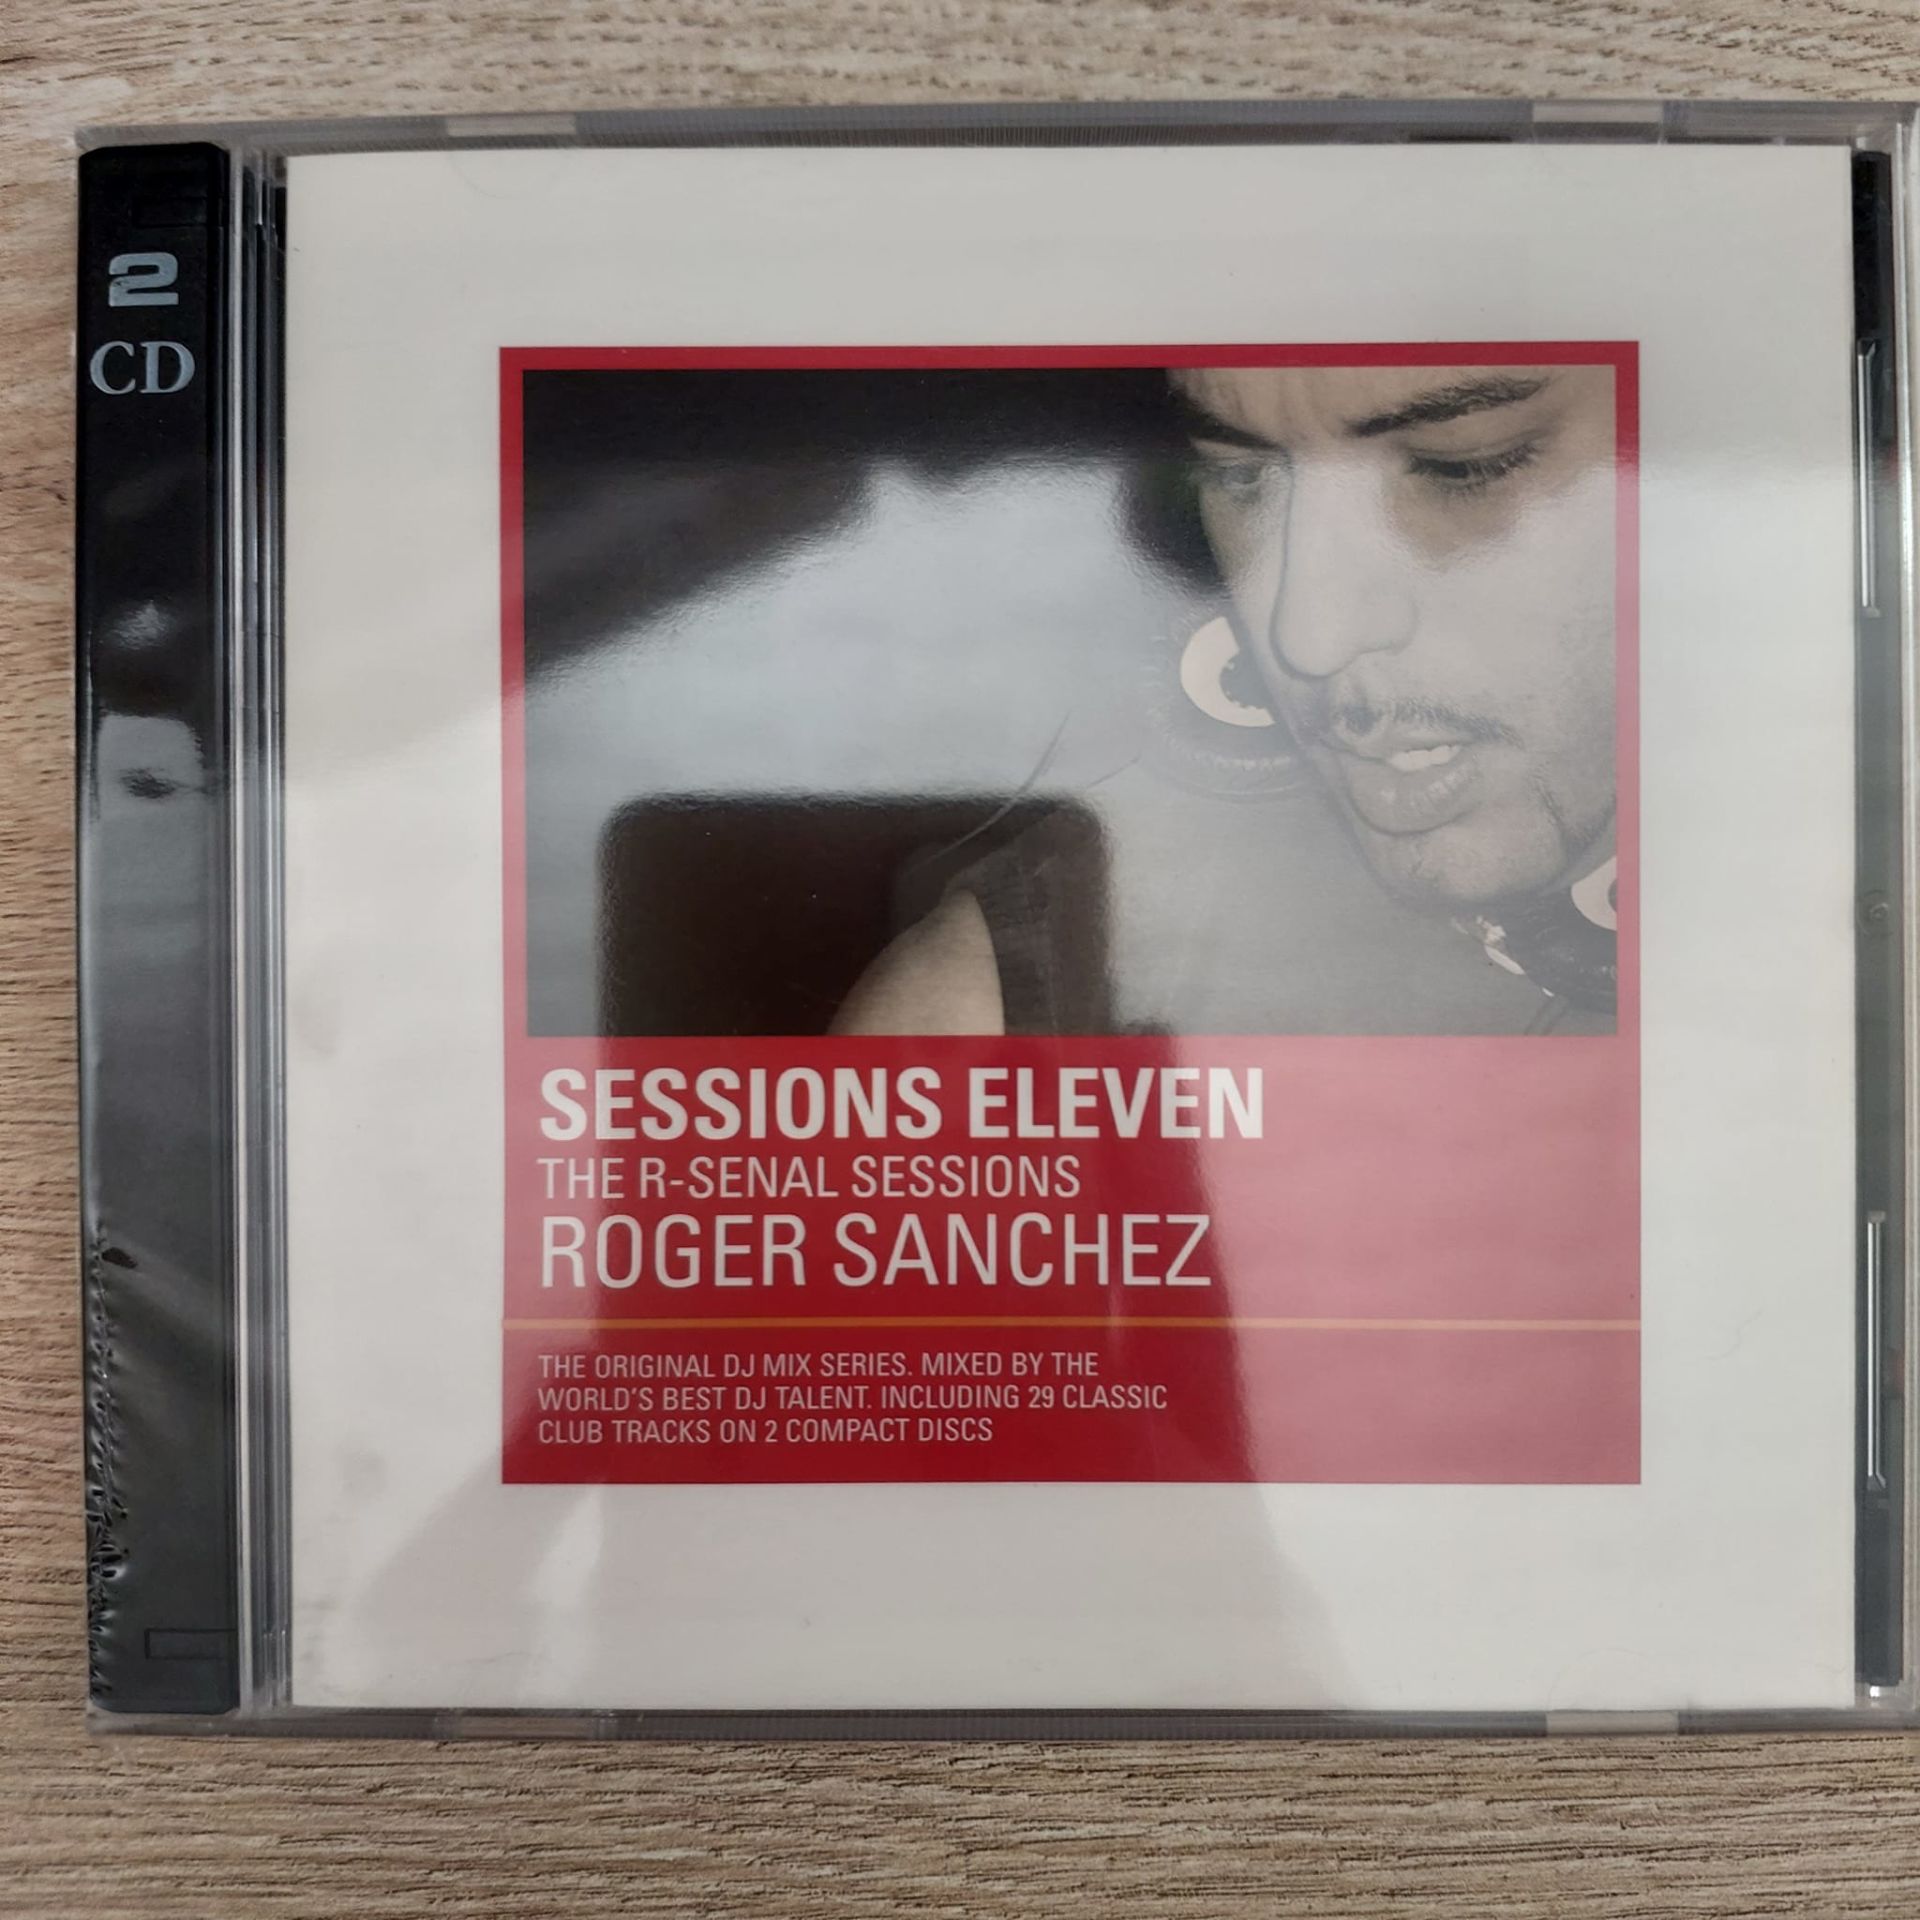 2
CD
SESSIONS ELEVEN
THE R-SENAL SESSIONS
ROGER SANCHEZ
THE ORIGINAL DJ MIX SERIES. MIXED BY THE
WORLD'S BEST DJ TALENT. INCLUDING 29 CLASSIC
CLUB TRACKS ON 2 COMPACT DISCS